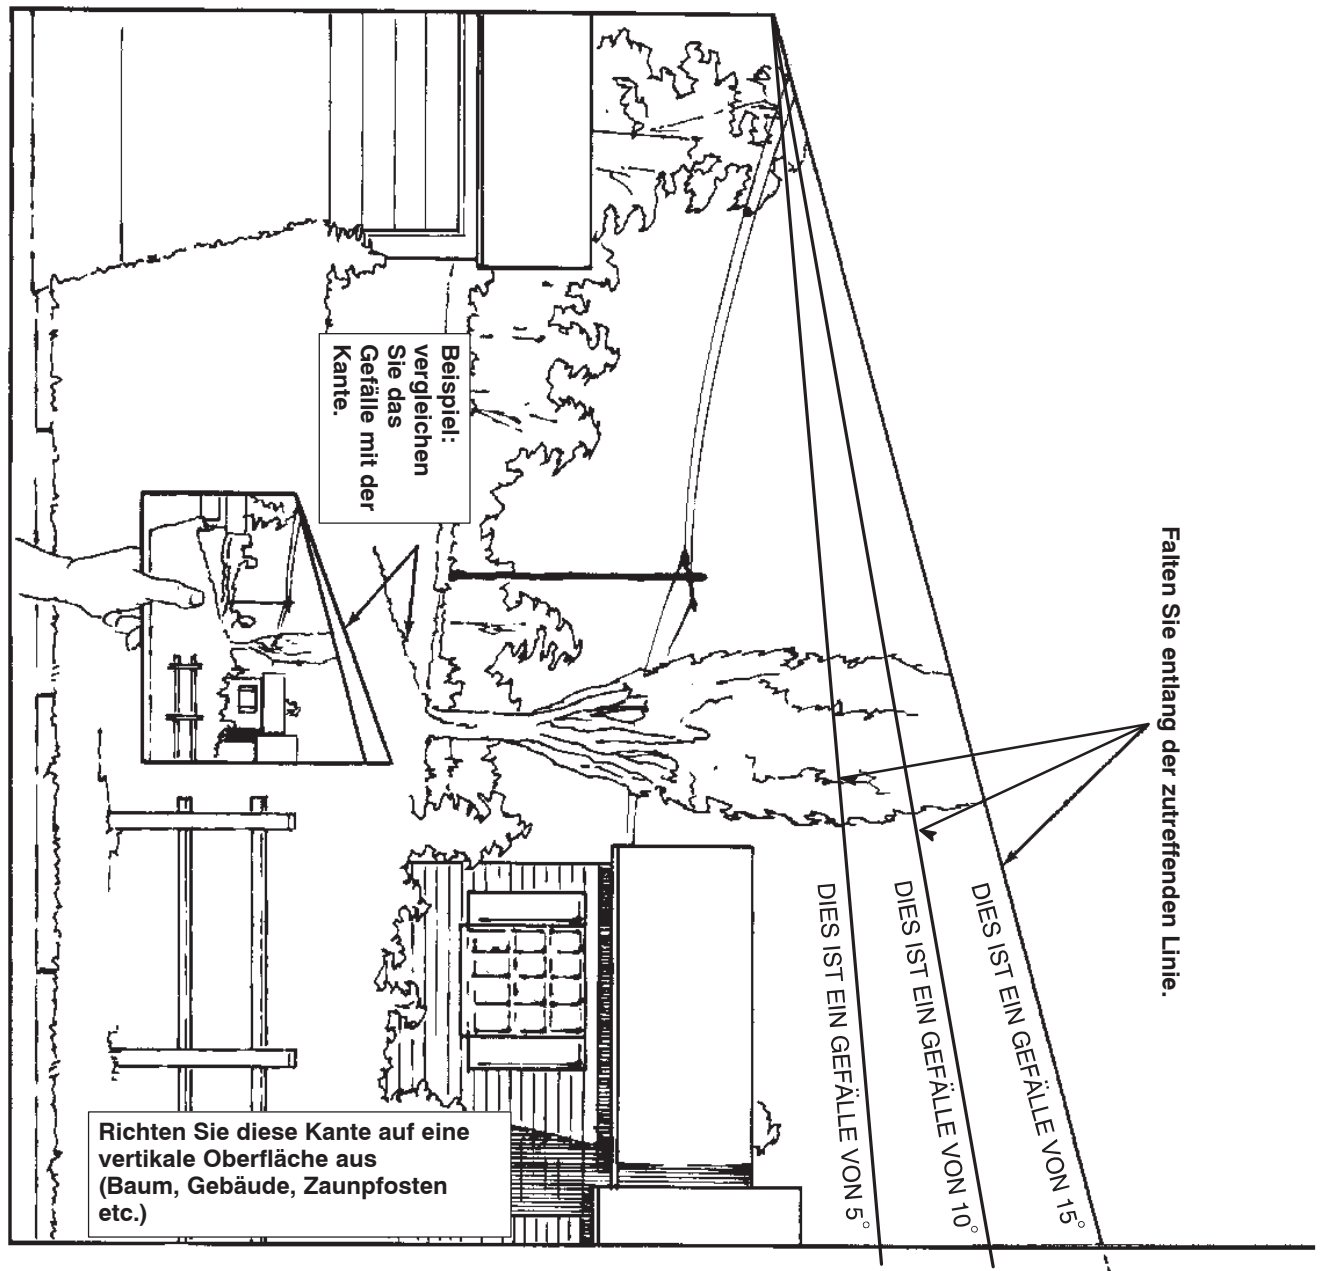 Falten Sie entlang der zutreffenden Linie.
DIES IST EIN GEFÄLLE VON 15°
DIES IST EIN GEFÄLLE VON 10°
DIES IST EIN GEFÄLLE VON 5°
Beispiel:
vergleichen
Sie das
Gefälle mit der
Kante.
Richten Sie diese Kante auf eine
vertikale Oberfläche aus
(Baum, Gebäude, Zaunpfosten
etc.)